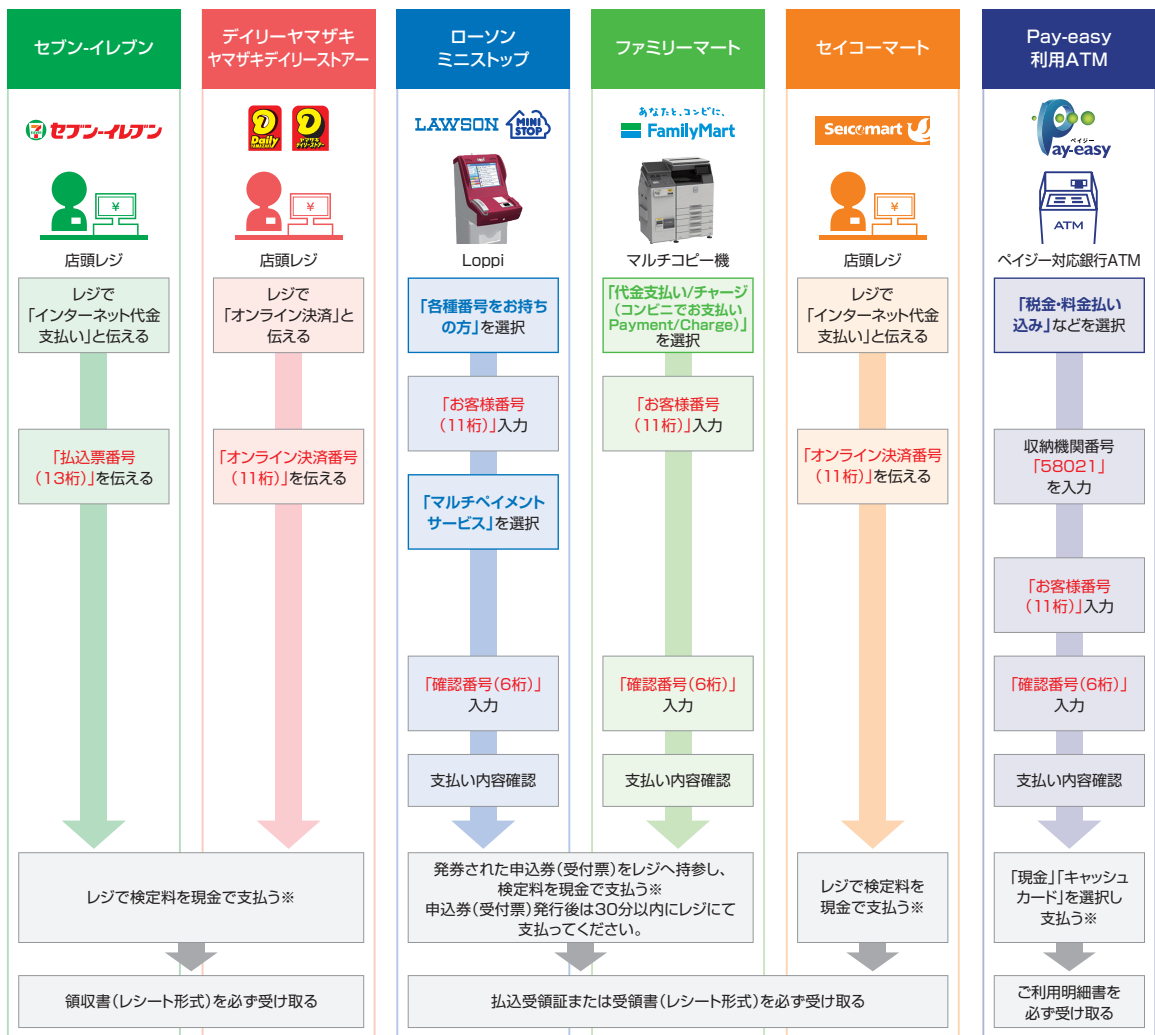 セブン-イレブン
デイリーヤマザキ
ヤマザキデイリーストアー
ローソン
ミニストップ
ファミリーマート
セイコーマート
Pay-easy
利用ATM
セブン-イレブン
Daily
YAMAZAKI
ヤマザキ
デイリーストアー
LAWSON
MINI
STOP
あなたと、コンビに、
FamilyMart
Seicomart
ペイジー
Pay-easy
¥
¥
¥
ATM
店頭レジ
店頭レジ
Loppi
マルチコピー機
店頭レジ
ペイジー対応銀行ATM
レジで
「インターネット代金
支払い」と伝える
レジで
「オンライン決済」と
伝える
「各種番号をお持ち
の方」を選択
「代金支払い/チャージ
(コンビニでお支払い
Payment/Charge)」
を選択
レジで
「インターネット代金
支払い」と伝える
「税金・料金払い
込み」などを選択
「お客様番号
(11桁)」入力
「お客様番号
(11桁)」入力
「払込票番号
(13桁)」を伝える
「オンライン決済番号
(11桁)」を伝える
「マルチペイメント
サービス」を選択
「オンライン決済番号
(11桁)」を伝える
収納機関番号
「58021」
を入力
「お客様番号
(11桁)」入力
「確認番号(6桁)」
入力
「確認番号(6桁)」
入力
「確認番号(6桁)」
入力
支払い内容確認
支払い内容確認
支払い内容確認
レジで検定料を現金で支払う※
発券された申込券(受付票)をレジへ持参し、
検定料を現金で支払う※
申込券(受付票)発行後は30分以内にレジにて
支払ってください。
レジで検定料を
現金で支払う※
「現金」「キャッシュ
カード」を選択し
支払う※
領収書(レシート形式)を必ず受け取る
払込受領証または受領書(レシート形式)を必ず受け取る
ご利用明細書を
必ず受け取る